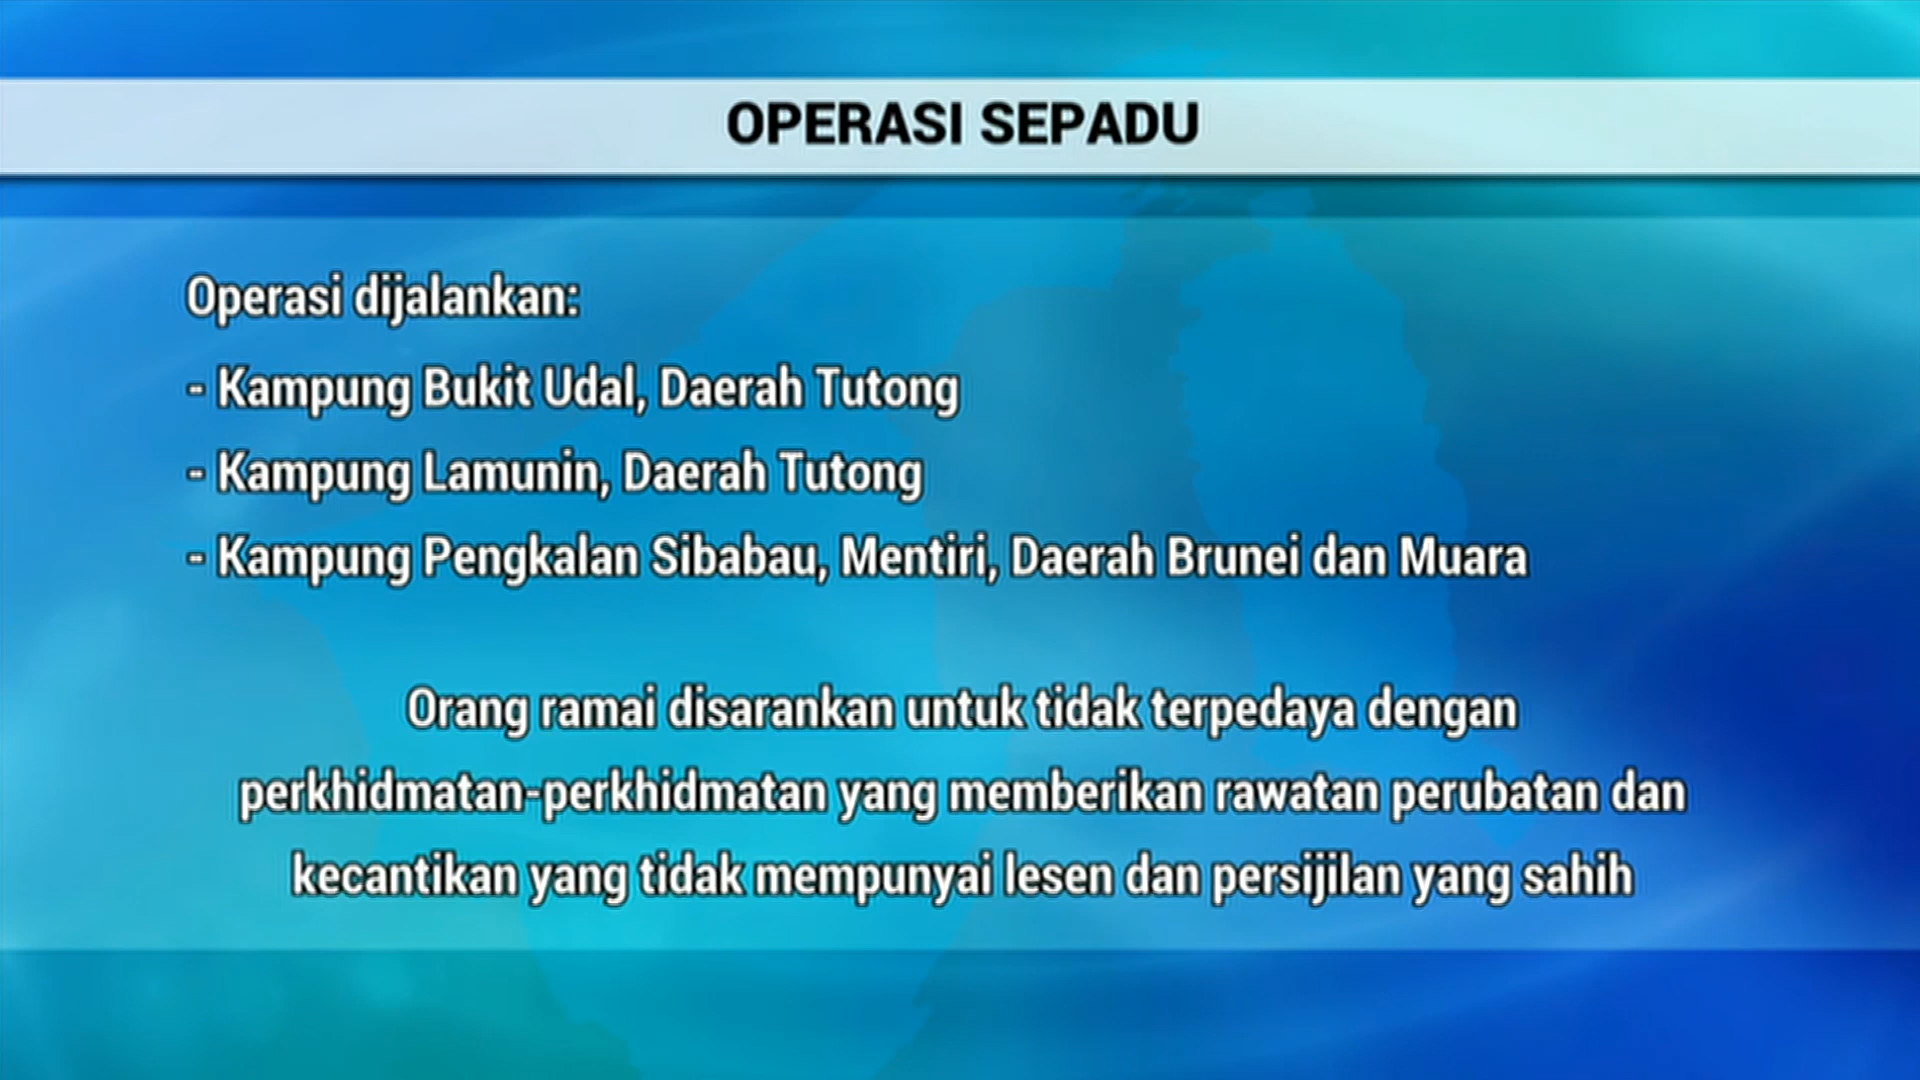 OPERASI SEPADU
Operasi dijalankan:
- Kampung Bukit Udal, Daerah Tutong
- Kampung Lamunin, Daerah Tutong
- Kampung Pengkalan Sibabau, Mentiri, Daerah Brunei dan Muara
Orang ramai disarankan untuk tidak terpedaya dengan
perkhidmatan-perkhidmatan yang memberikan rawatan perubatan dan
kecantikan yang tidak mempunyai lesen dan persijilan yang sahih